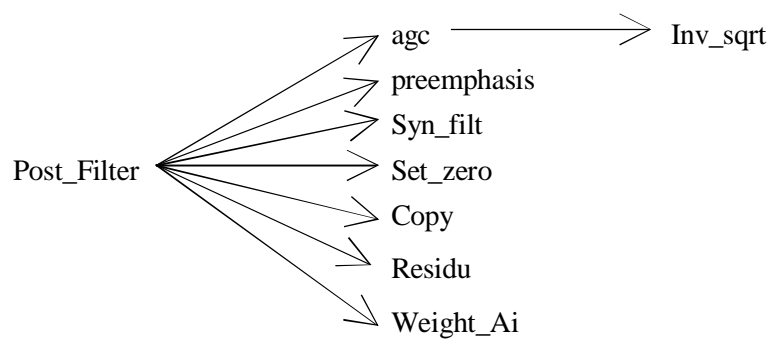 agc Inv_sqrt
preemphasis
Syn_filt
Post_Filter Set_zero
Copy
Residu
Weight_Ai